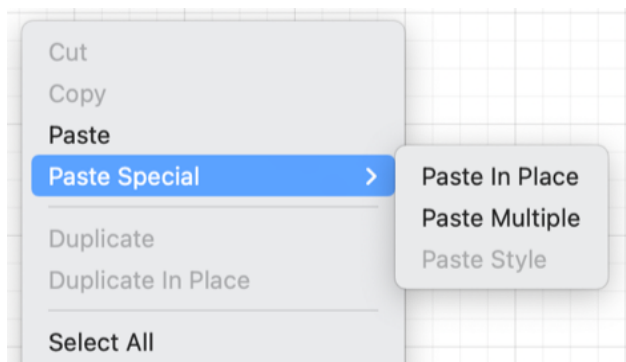 Cut
Copy
Paste
Paste Special
Paste In Place
Paste Multiple
Paste Style
Duplicate
Duplicate In Place
Select All